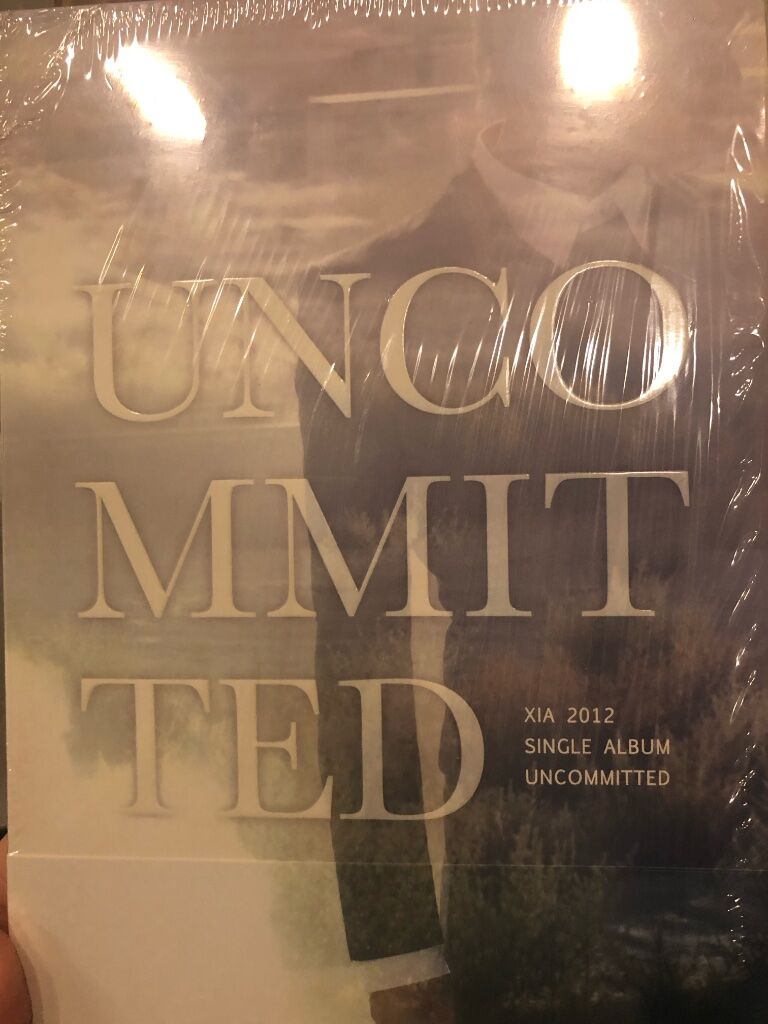 UNCO
MMIT
TED
XIA 2012
SINGLE ALBUM
UNCOMMITTED